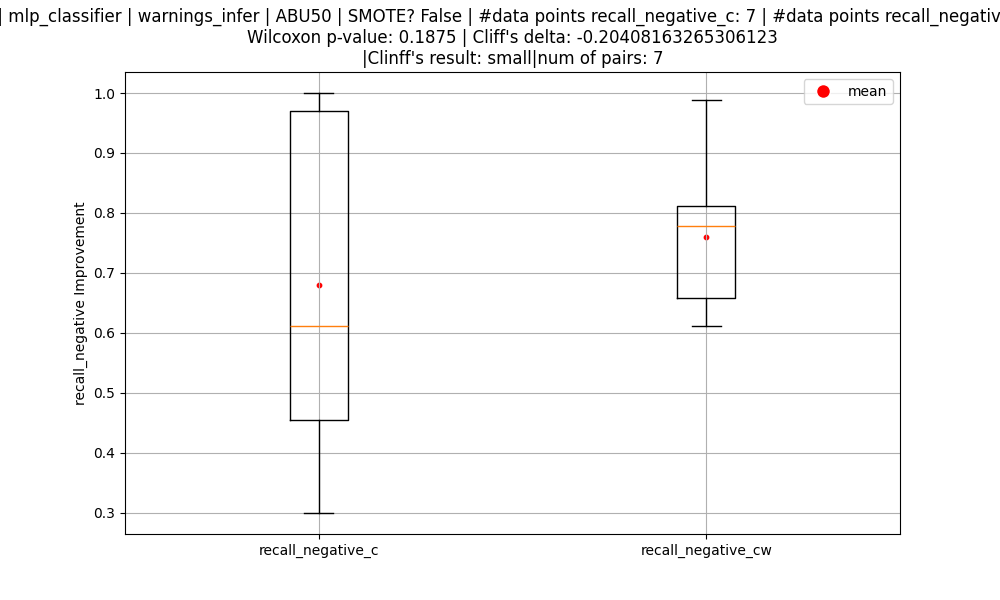 | mlp_classifier | warnings_infer | ABU50 | SMOTE? False | #data points recall_negative_c: 7 | #data points recall_negativ
Wilcoxon p-value: 0.1875 | Cliff's delta: -0.20408163265306123
|Clinff's result: small|num of pairs: 7
mean
1.0
0.9
0.8
0.7
0.6
0.5
0.4
0.3
recall_negative Improvement
recall_negative_c
recall_negative_cw